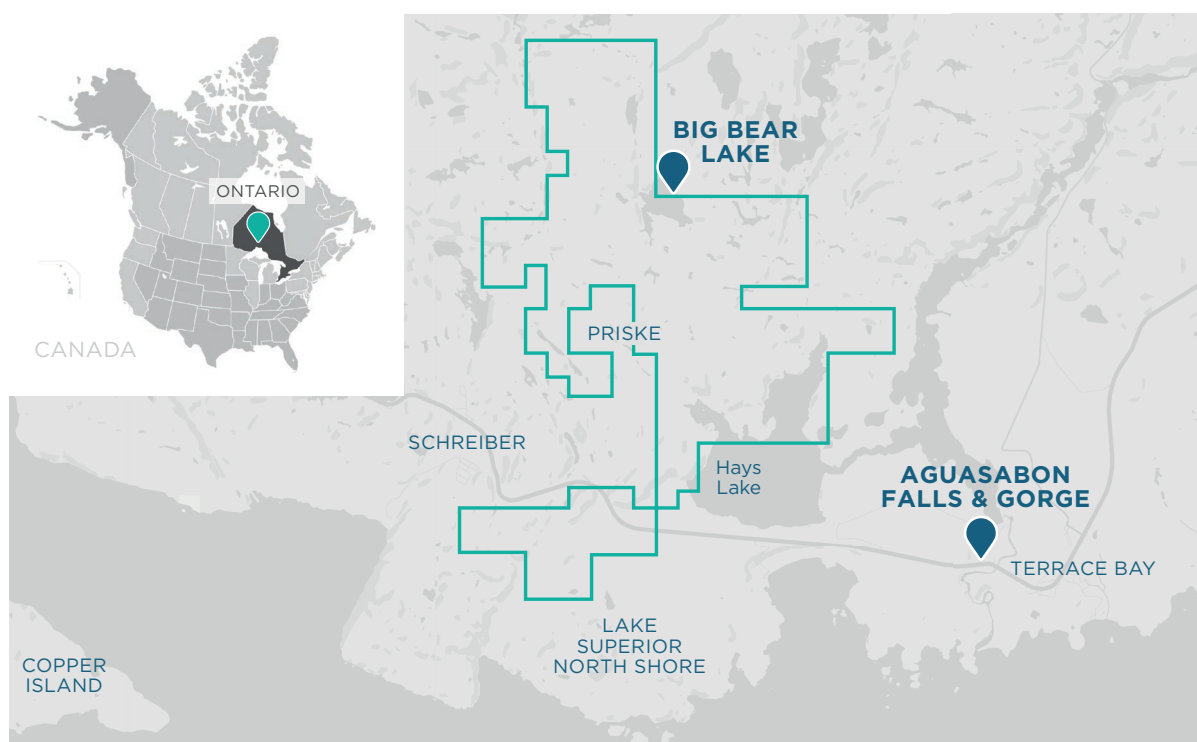 ONTARIO
CANADA
BIG BEAR
LAKE
PRISKE
SCHREIBER
Hays
Lake
AGUASABON
FALLS & GORGE
TERRACE BAY
LAKE
SUPERIOR
NORTH SHORE
COPPER
ISLAND